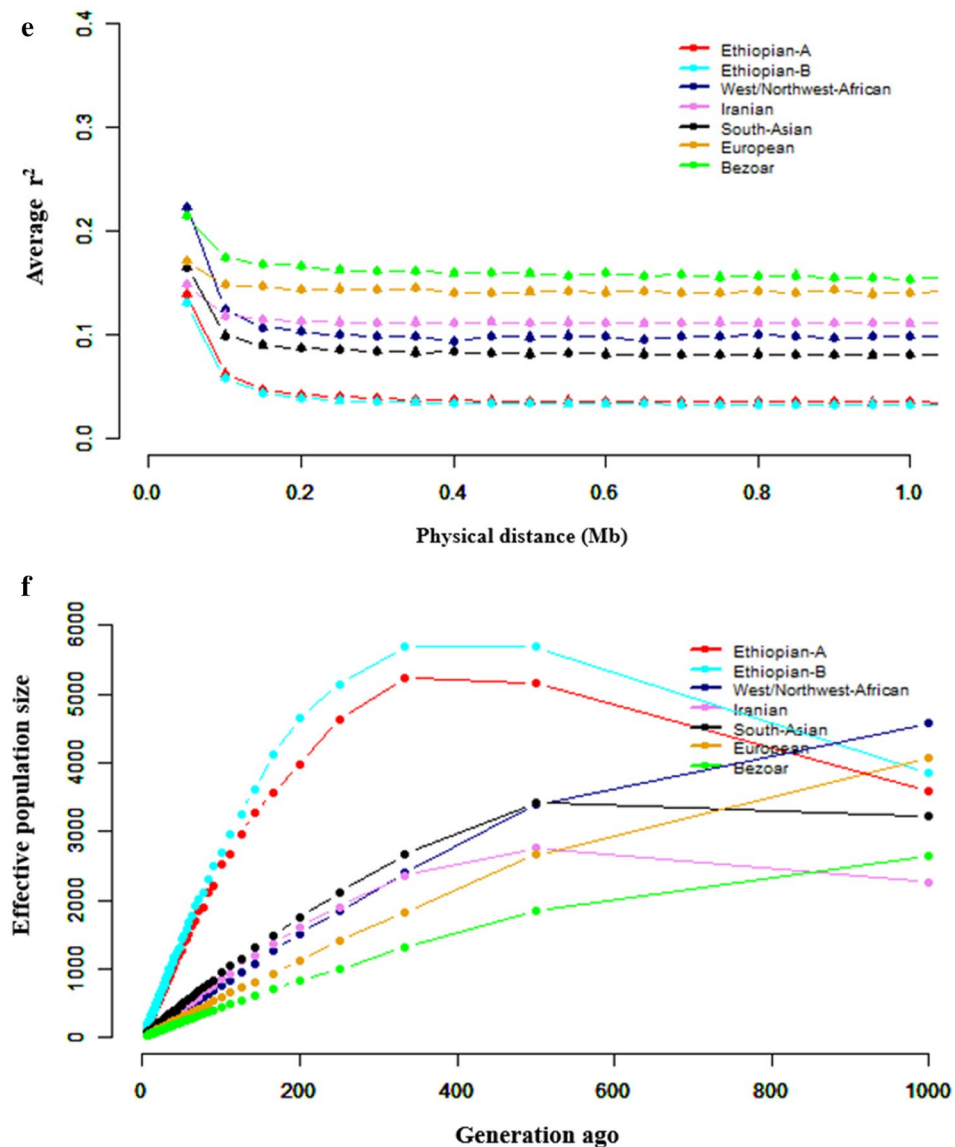 e
0.4
0.3
0.2
0.1
0.0
Average r²
Ethiopian-A
Ethiopian-B
West/Northwest-African
Iranian
South-Asian
European
Bezoar
0.0 0.2 0.4 0.6 0.8 1.0
Physical distance (Mb)
f
6000
5000
4000
3000
2000
1000
0
Effective population size
Ethiopian-A
Ethiopian-B
West/Northwest-African
Iranian
South-Asian
European
Bezoar
0 200 400 600 800 1000
Generation ago